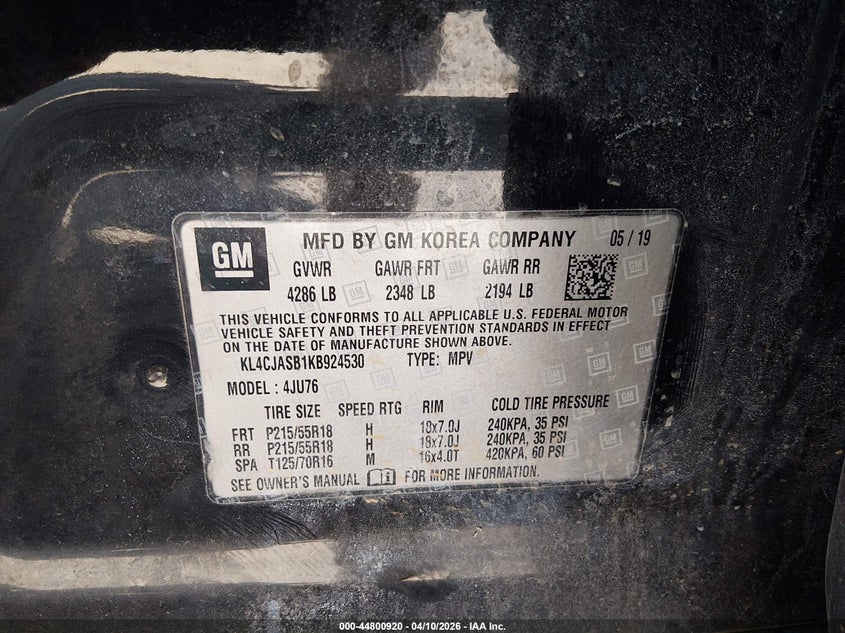 GM MFD BY GM KOREA COMPANY 05 / 19
GVWR GAWR FRT GAWR RR
4286 LB 2348 LB 2194 LB
THIS VEHICLE CONFORMS TO ALL APPLICABLE U.S. FEDERAL MOTOR
VEHICLE SAFETY AND THEFT PREVENTION STANDARDS IN EFFECT
ON THE DATE OF MANUFACTURE SHOWN ABOVE.
KL4CJASB1KB924530 TYPE: MPV
MODEL : 4JU76
TIRE SIZE SPEED RTG RIM COLD TIRE PRESSURE
FRT P215/55R18 H 18x7.0J 240KPA, 35 PSI
RR P215/55R18 H 18x7.0J 240KPA, 35 PSI
SPA T125/70R16 M 16x4.0T 420KPA, 60 PSI
SEE OWNER'S MANUAL FOR MORE INFORMATION.
000-44800920 - 04/10/2026 - IAA Inc.